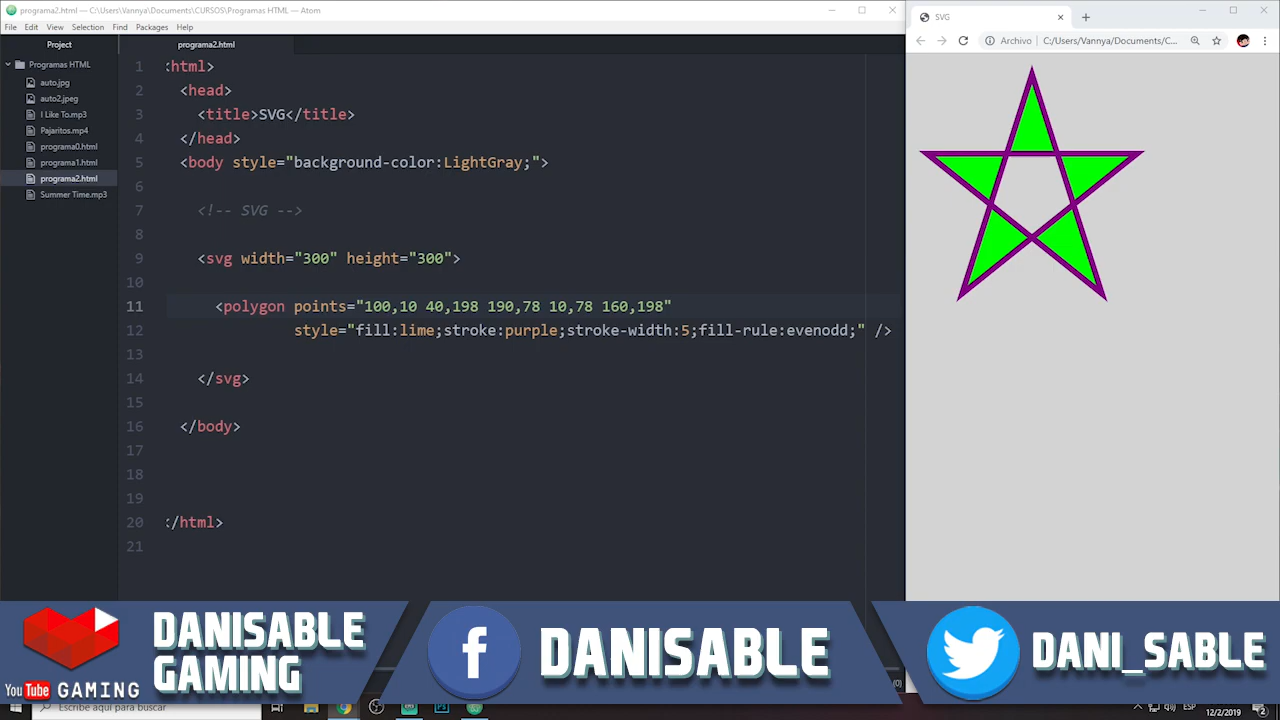 programa2.html — C:\Users\Vannya\Documents\CURSOS\Programas HTML — Atom
File Edit View Selection Find Packages Help
Project
Programas HTML
auto.jpg
auto2.jpeg
I Like To.mp3
Pajaritos.mp4
programa0.html
programa1.html
programa2.html
Summer Time.mp3
programa2.html
1 <html>
2 <head>
3 <title>SVG</title>
4 </head>
5 <body style="background-color:LightGray;">
6
7 <!-- SVG -->
8
9 <svg width="300" height="300">
10
11 <polygon points="100,10 40,198 190,78 10,78 160,198"
12 style="fill:lime;stroke:purple;stroke-width:5;fill-rule:evenodd;" />
13
14 </svg>
15
16 </body>
17
18
19
20 </html>
21
SVG
Archivo C:/Users/Vannya/Documents/C...
YouTube GAMING
DANISABLE
GAMING
f
DANISABLE
DANI_SABLE
(0)
Escribe aquí para buscar
Ps
ESP
12/2/2019
2